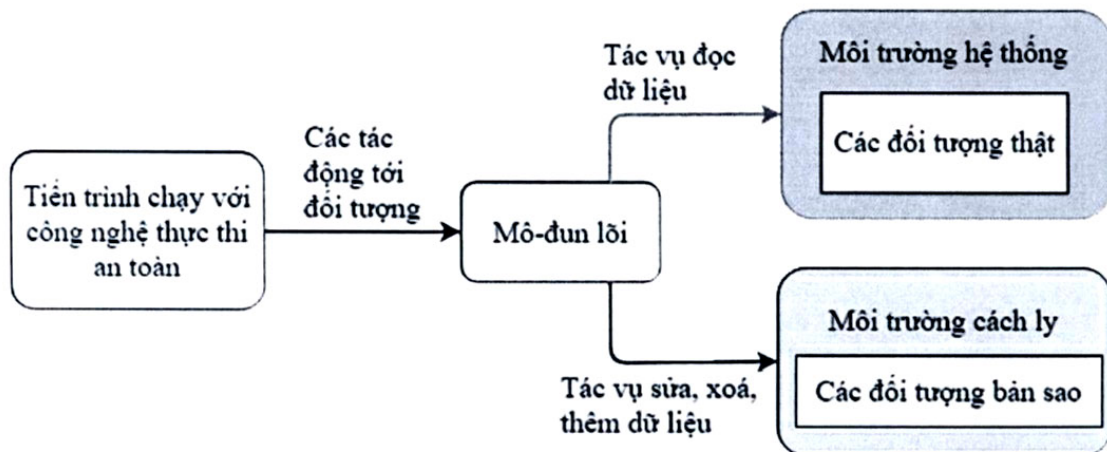 Tiến trình chạy với
công nghệ thực thi
an toàn
Các tác
động tới
đối tượng
Mô-đun lõi
Tác vụ đọc
dữ liệu
Môi trường hệ thống
Các đối tượng thật
Tác vụ sửa, xoá,
thêm dữ liệu
Môi trường cách ly
Các đối tượng bản sao